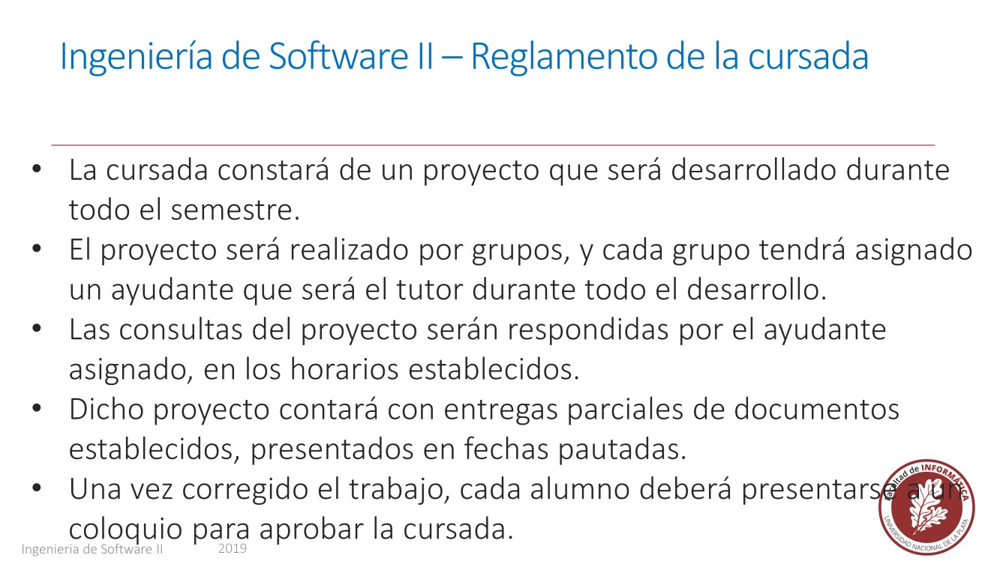 Ingeniería de Software II – Reglamento de la cursada
• La cursada constará de un proyecto que será desarrollado durante
todo el semestre.
• El proyecto será realizado por grupos, y cada grupo tendrá asignado
un ayudante que será el tutor durante todo el desarrollo.
• Las consultas del proyecto serán respondidas por el ayudante
asignado, en los horarios establecidos.
• Dicho proyecto contará con entregas parciales de documentos
establecidos, presentados en fechas pautadas.
• Una vez corregido el trabajo, cada alumno deberá presentarse a un
coloquio para aprobar la cursada.
Facultad de INFORMÁTICA
UNIVERSIDAD NACIONAL DE LA PLATA
Ingenieria de Software II 2019